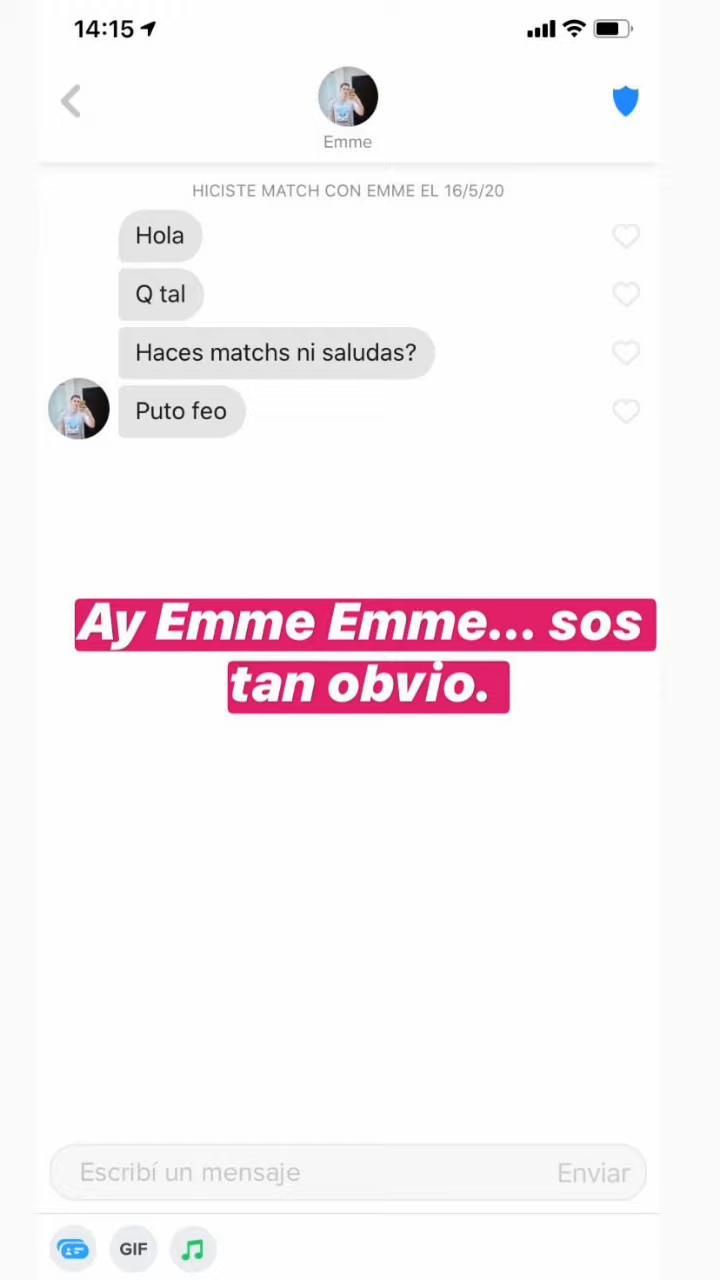 14:15
Emme
HICISTE MATCH CON EMME EL 16/5/20
Hola
Q tal
Haces matchs ni saludas?
Puto feo
Ay Emme Emme... sos
tan obvio.
Escribí un mensaje
Enviar
GIF